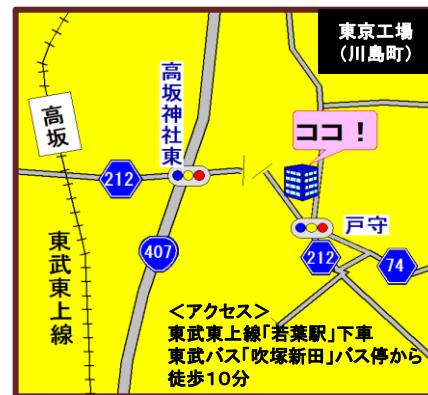 東京工場
(川島町)
高坂神社東
ココ！
高坂
212
戸守
407
212
74
東武東上線
＜アクセス＞
東武東上線「若葉駅」下車
東武バス「吹塚新田」バス停から
徒歩１０分